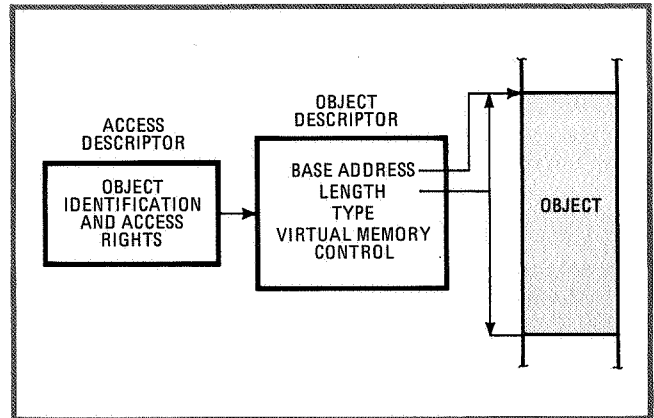 ACCESS
DESCRIPTOR
OBJECT
IDENTIFICATION
AND ACCESS
RIGHTS
OBJECT
DESCRIPTOR
BASE ADDRESS
LENGTH
TYPE
VIRTUAL MEMORY
CONTROL
OBJECT